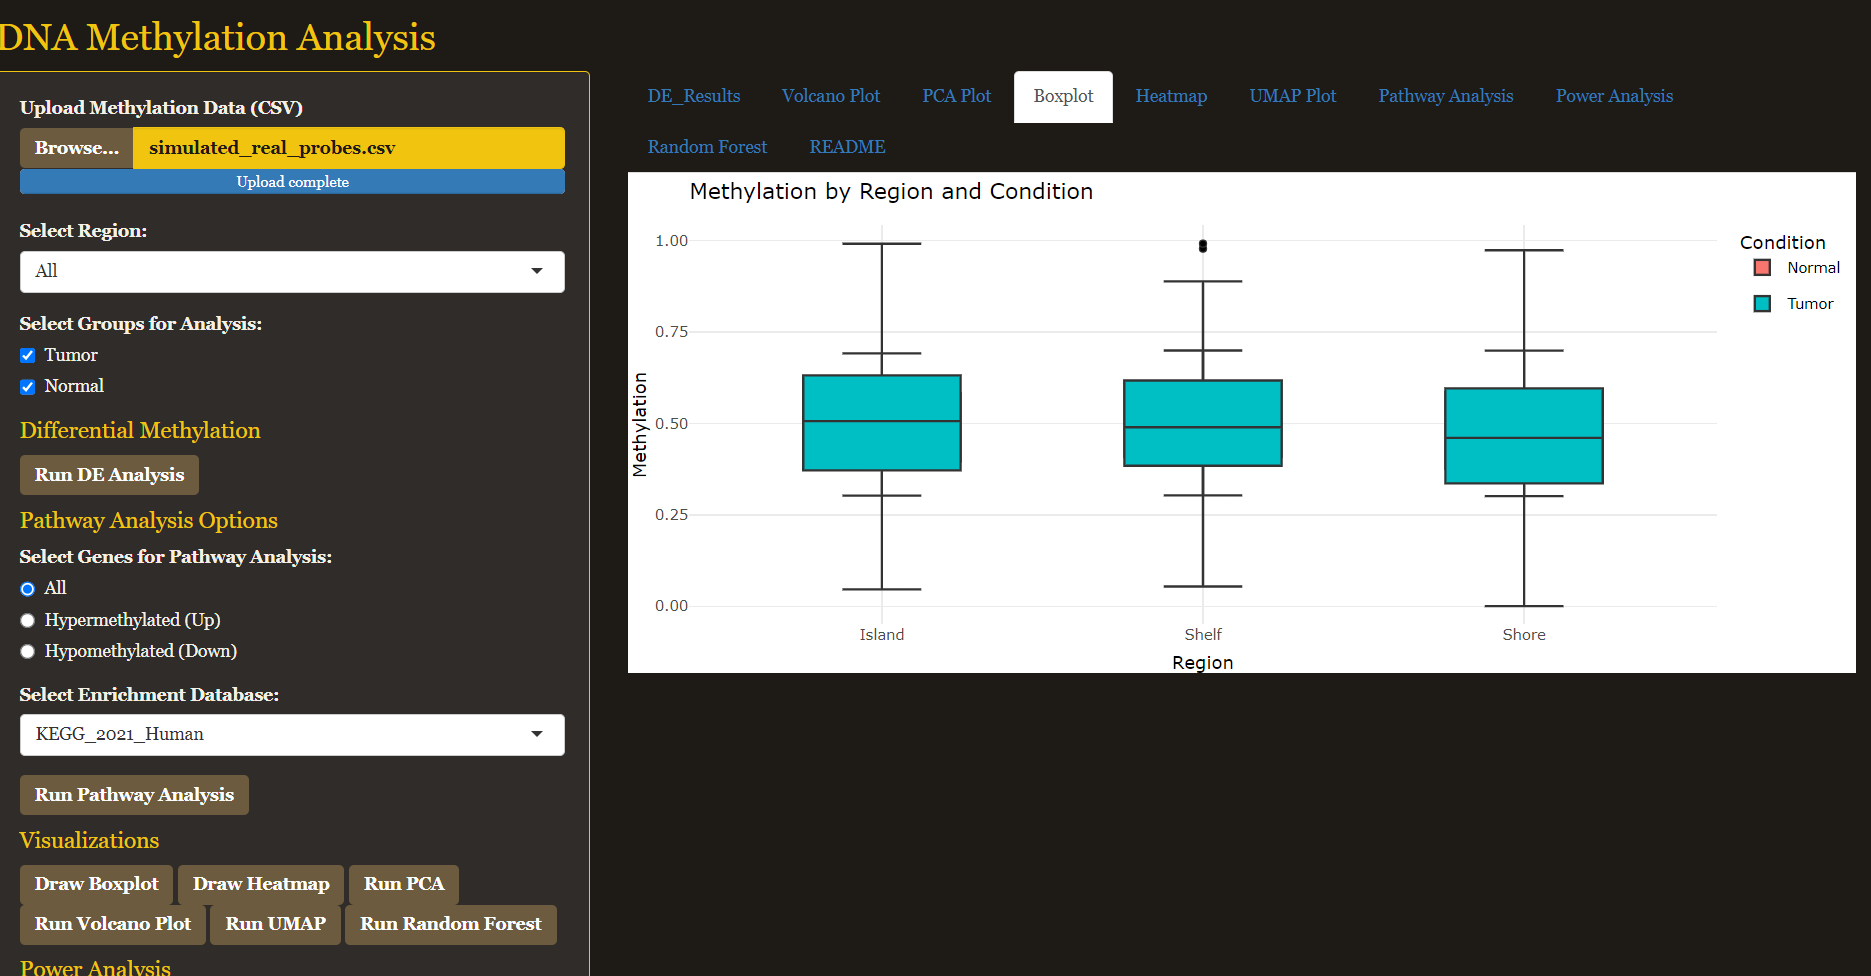 DNA Methylation Analysis
Upload Methylation Data (CSV)
Browse... simulated_real_probes.csv
Upload complete
Select Region:
All
Select Groups for Analysis:
Tumor
Normal
Differential Methylation
Run DE Analysis
Pathway Analysis Options
Select Genes for Pathway Analysis:
All
Hypermethylated (Up)
Hypomethylated (Down)
Select Enrichment Database:
KEGG_2021_Human
Run Pathway Analysis
Visualizations
Draw Boxplot Draw Heatmap Run PCA
Run Volcano Plot Run UMAP Run Random Forest
Power Analysis
DE_Results Volcano Plot PCA Plot Boxplot Heatmap UMAP Plot Pathway Analysis Power Analysis
Random Forest README
Methylation by Region and Condition
1.00
0.75
0.50
0.25
0.00
Methylation
Island Shelf Shore
Region
Condition
Normal
Tumor